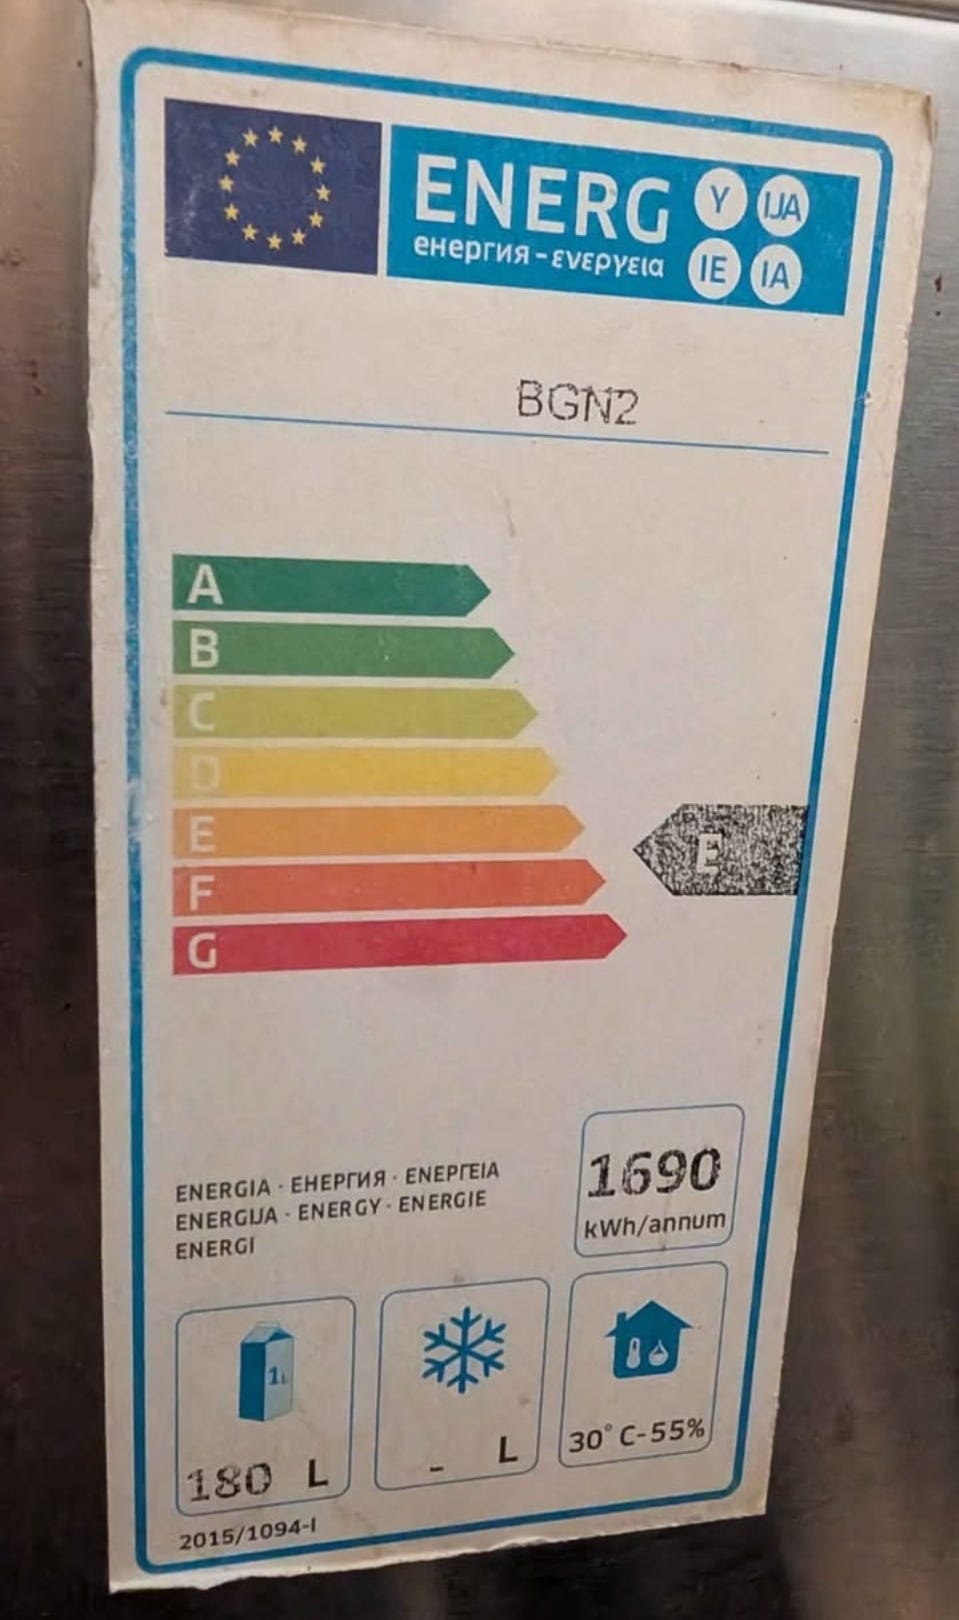 ENERG Y IJA
енергия - ενεργεια IE IA
BGN2
A
B
C
D
E
E
F
G
ENERGIA · ЕНЕРГИЯ · ΕΝΕΡΓΕΙΑ
ENERGIJA · ENERGY · ENERGIE
ENERGI
1690
kWh/annum
1L
180 L
- L
30°C-55%
2015/1094-I